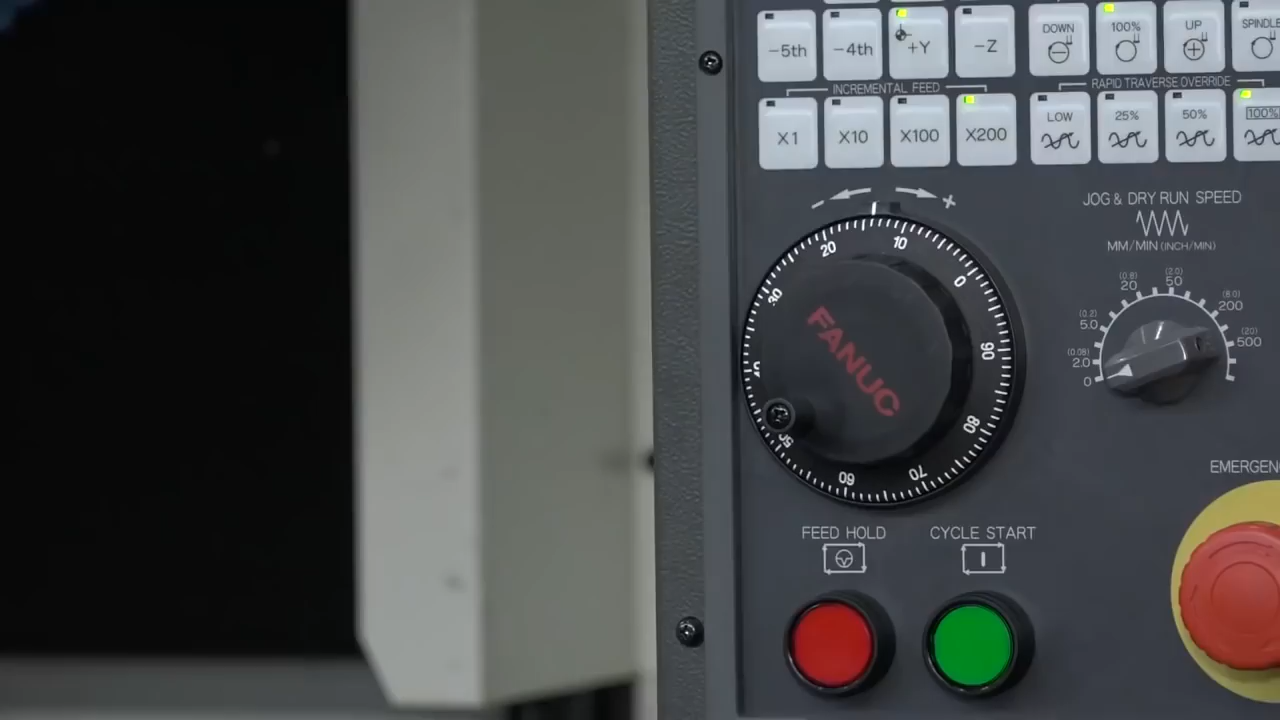 -5th -4th +Y -Z DOWN 100% UP SPINDLE
INCREMENTAL FEED RAPID TRAVERSE OVERRIDE
X1 X10 X100 X200 LOW 25% 50% 100%
- +
JOG & DRY RUN SPEED
MM/MIN (INCH/MIN)
0 10 20 30 40 50 60 70 80 90
FANUC
0 2.0 (0.08) 5.0 (0.2) 20 (0.8) 50 (2.0) 200 (8.0) 500 (20)
EMERGEN
FEED HOLD CYCLE START